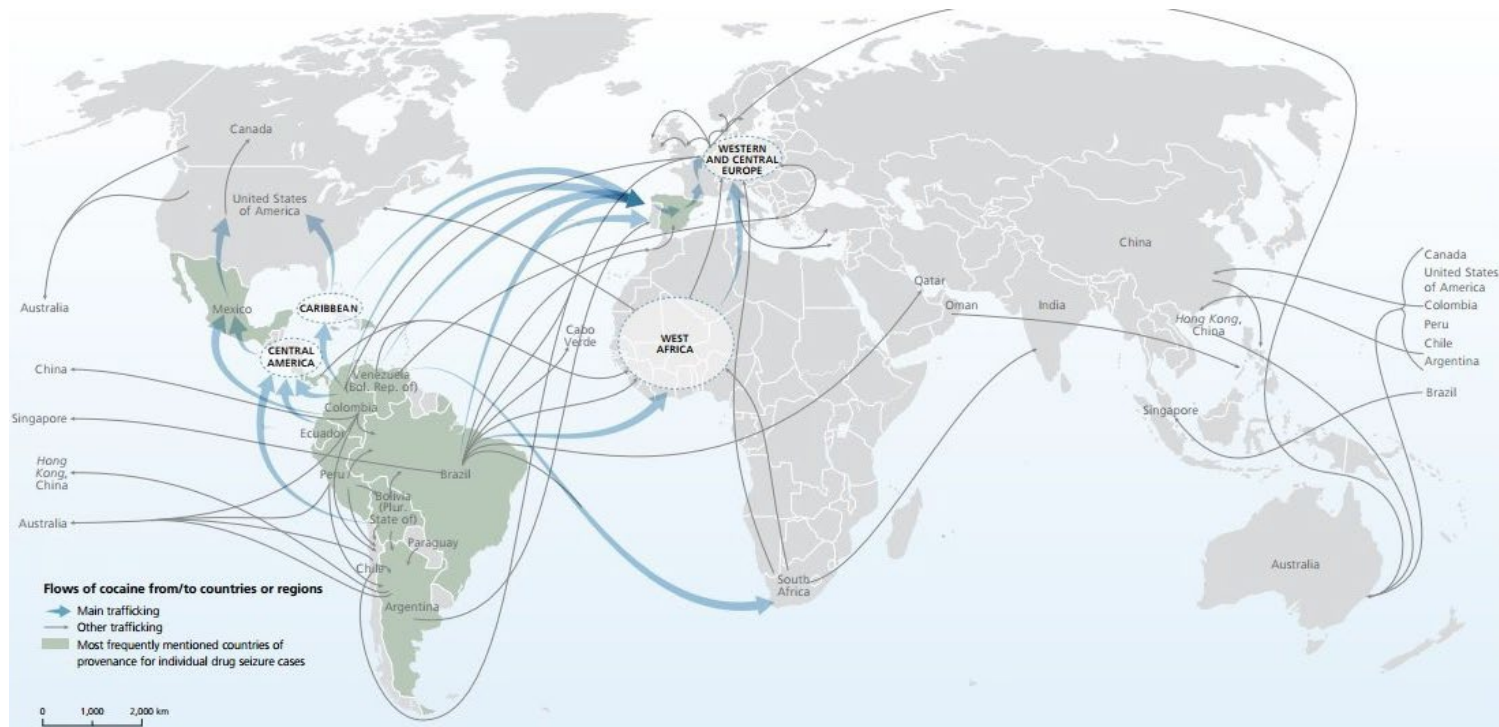 Canada
United States
of America
Australia
Mexico
CARIBBEAN
CENTRAL
AMERICA
China
Singapore
Hong
Kong,
China
Australia
Venezuela
(Bol. Rep. of)
Colombia
Ecuador
Peru
Brazil
Bolivia
(Plur.
State of)
Paraguay
Chile
Argentina
WESTERN
AND CENTRAL
EUROPE
Cabo
Verde
WEST
AFRICA
South
Africa
Qatar
Oman
India
China
Hong Kong,
China
Singapore
Australia
Canada
United States
of America
Colombia
Peru
Chile
Argentina
Brazil
Flows of cocaine from/to countries or regions
Main trafficking
Other trafficking
Most frequently mentioned countries of
provenance for individual drug seizure cases
0 1,000 2,000 km